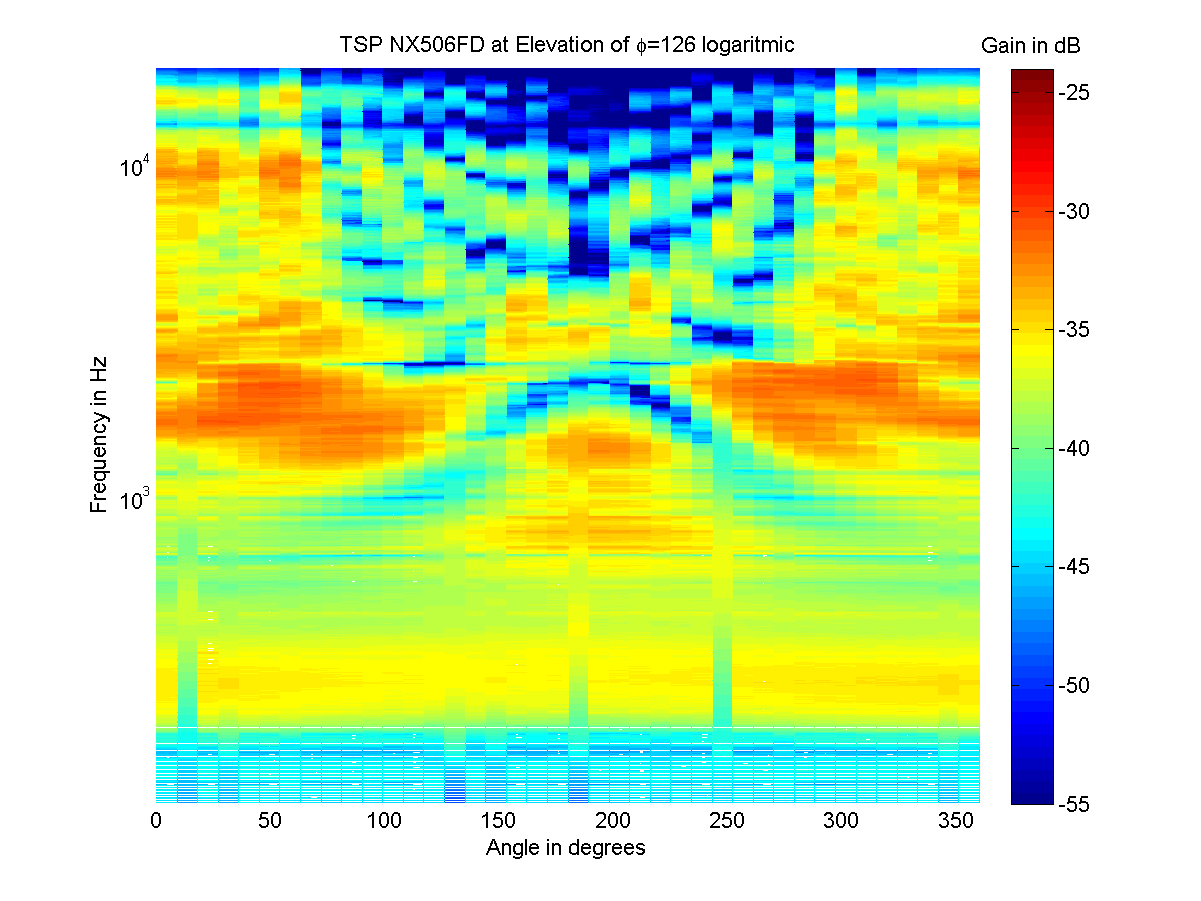 TSP NX506FD at Elevation of ϕ=126 logaritmic
Gain in dB
-25
-30
-35
-40
-45
-50
-55
Frequency in Hz
10^4
10^3
0 50 100 150 200 250 300 350
Angle in degrees